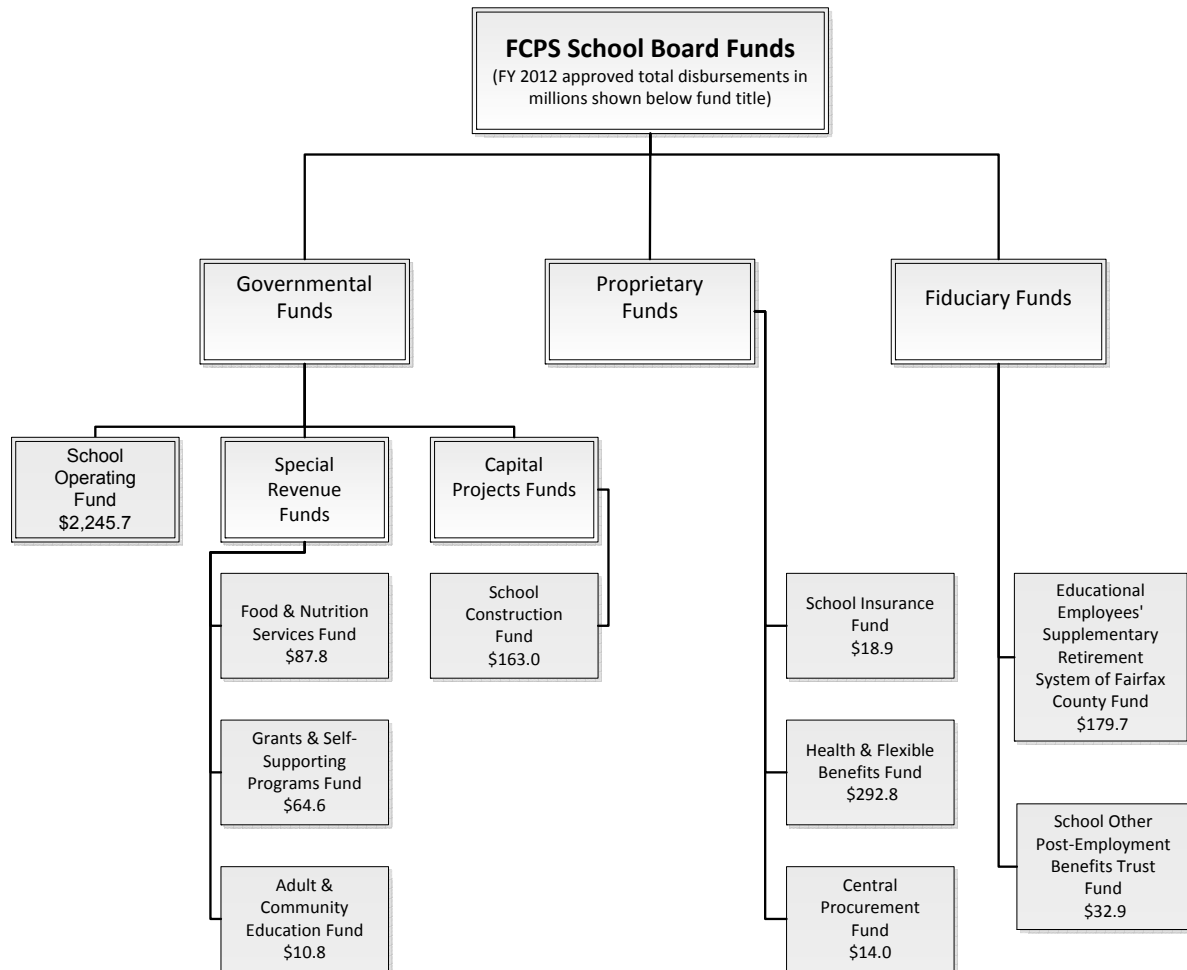 FCPS School Board Funds
(FY 2012 approved total disbursements in
millions shown below fund title)
Governmental
Funds
Proprietary
Funds
Fiduciary Funds
School
Operating
Fund
$2,245.7
Special
Revenue
Funds
Capital
Projects Funds
Food & Nutrition
Services Fund
$87.8
School
Construction
Fund
$163.0
School Insurance
Fund
$18.9
Educational
Employees'
Supplementary
Retirement
System of Fairfax
County Fund
$179.7
Grants & Self-
Supporting
Programs Fund
$64.6
Health & Flexible
Benefits Fund
$292.8
School Other
Post-Employment
Benefits Trust
Fund
$32.9
Adult &
Community
Education Fund
$10.8
Central
Procurement
Fund
$14.0